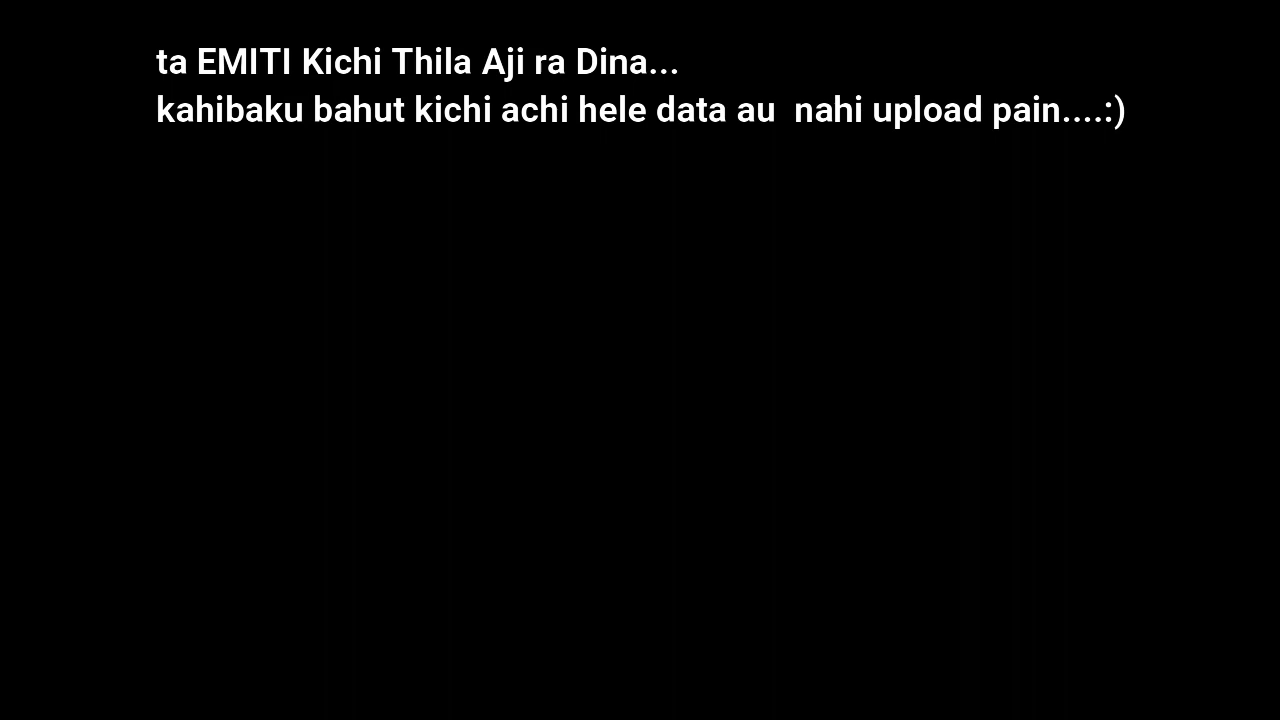 ta EMITI Kichi Thila Aji ra Dina...
kahibaku bahut kichi achi hele data au  nahi upload pain....:)